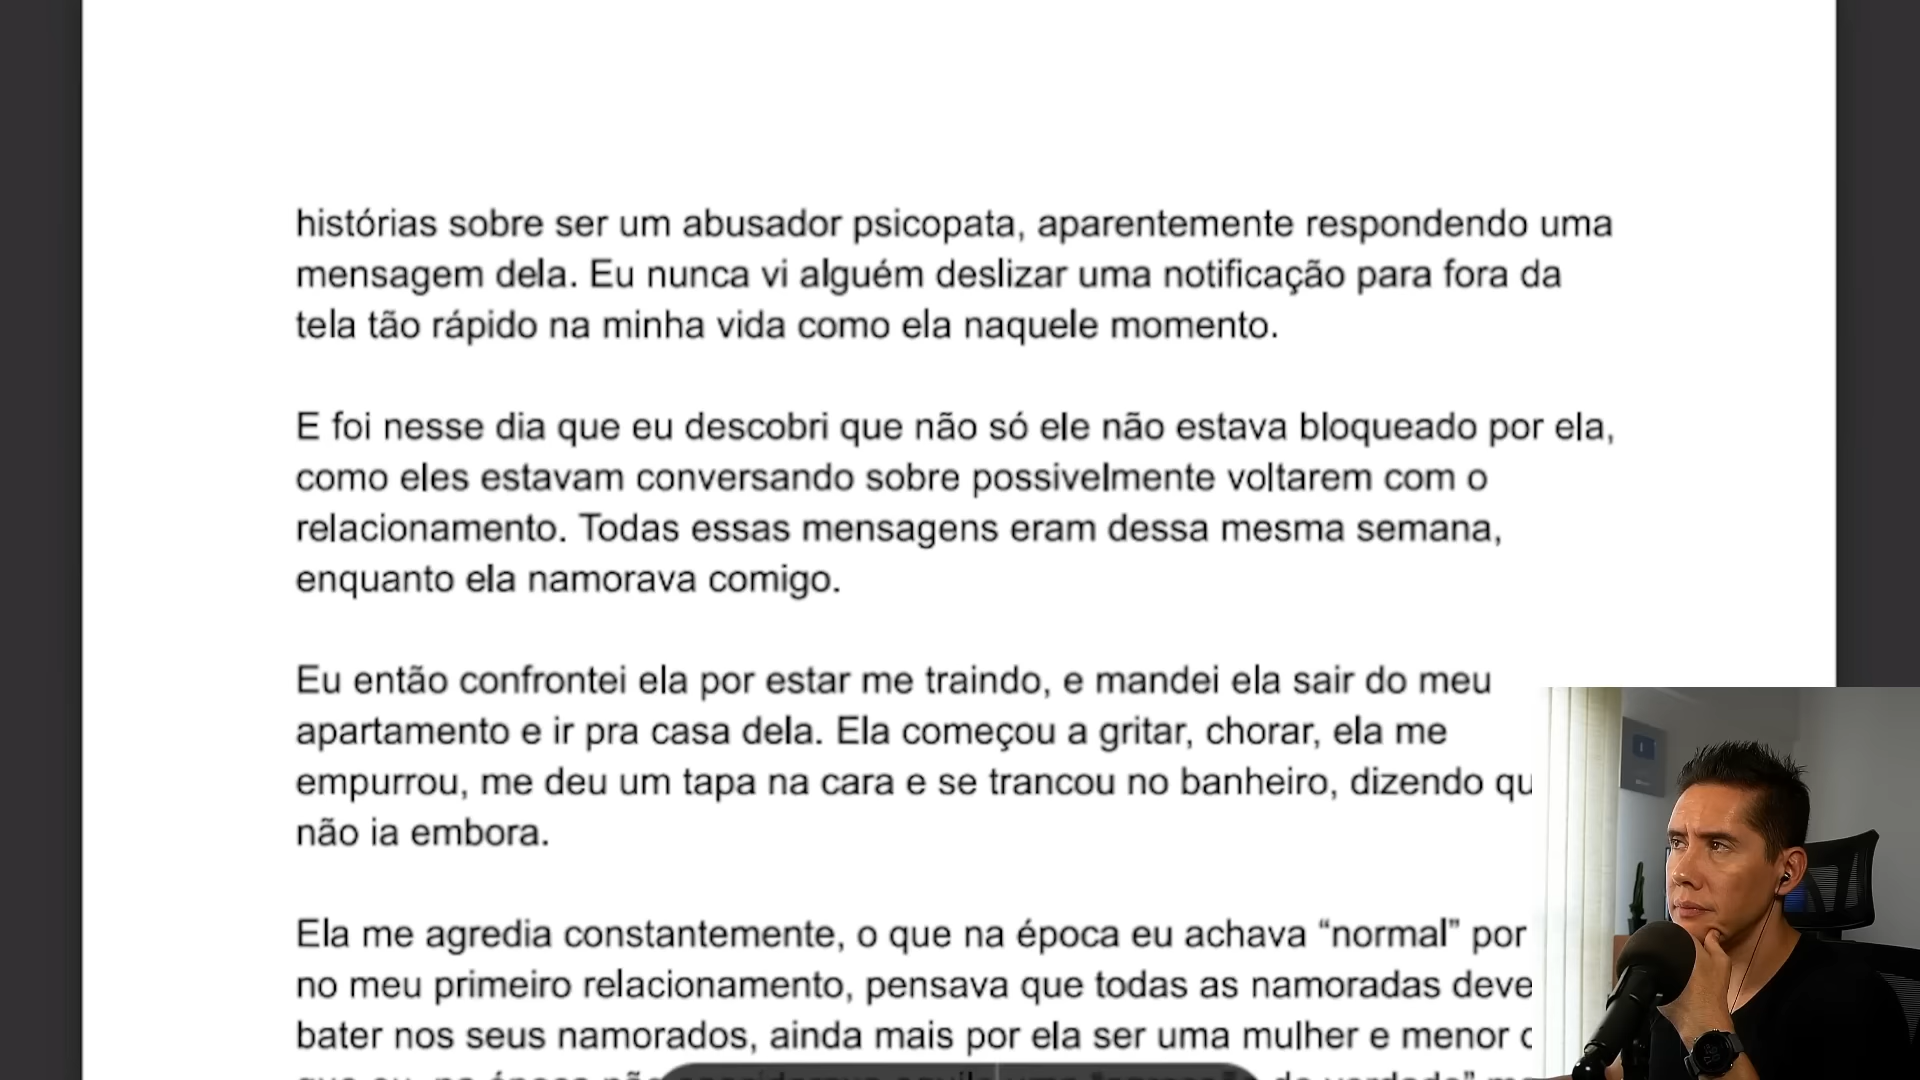 histórias sobre ser um abusador psicopata, aparentemente respondendo uma
mensagem dela. Eu nunca vi alguém deslizar uma notificação para fora da
tela tão rápido na minha vida como ela naquele momento.
E foi nesse dia que eu descobri que não só ele não estava bloqueado por ela,
como eles estavam conversando sobre possivelmente voltarem com o
relacionamento. Todas essas mensagens eram dessa mesma semana,
enquanto ela namorava comigo.
Eu então confrontei ela por estar me traindo, e mandei ela sair do meu
apartamento e ir pra casa dela. Ela começou a gritar, chorar, ela me
empurrou, me deu um tapa na cara e se trancou no banheiro, dizendo qu
não ia embora.
Ela me agredia constantemente, o que na época eu achava “normal” por
no meu primeiro relacionamento, pensava que todas as namoradas deve
bater nos seus namorados, ainda mais por ela ser uma mulher e menor